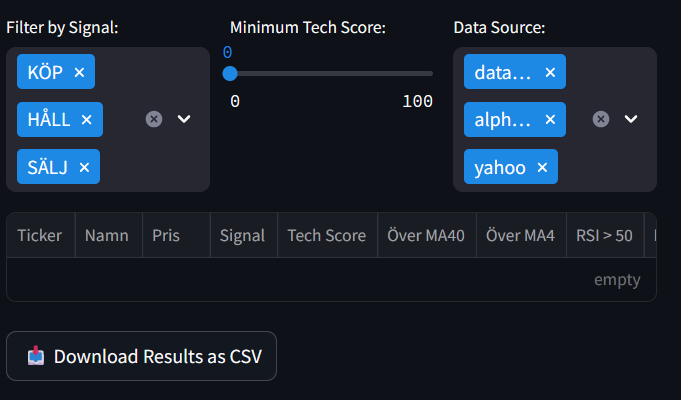 Filter by Signal:
KÖP
HÅLL
SÄLJ
Minimum Tech Score:
0
0 100
Data Source:
data...
alph...
yahoo
Ticker Namn Pris Signal Tech Score Över MA40 Över MA4 RSI > 50
empty
Download Results as CSV